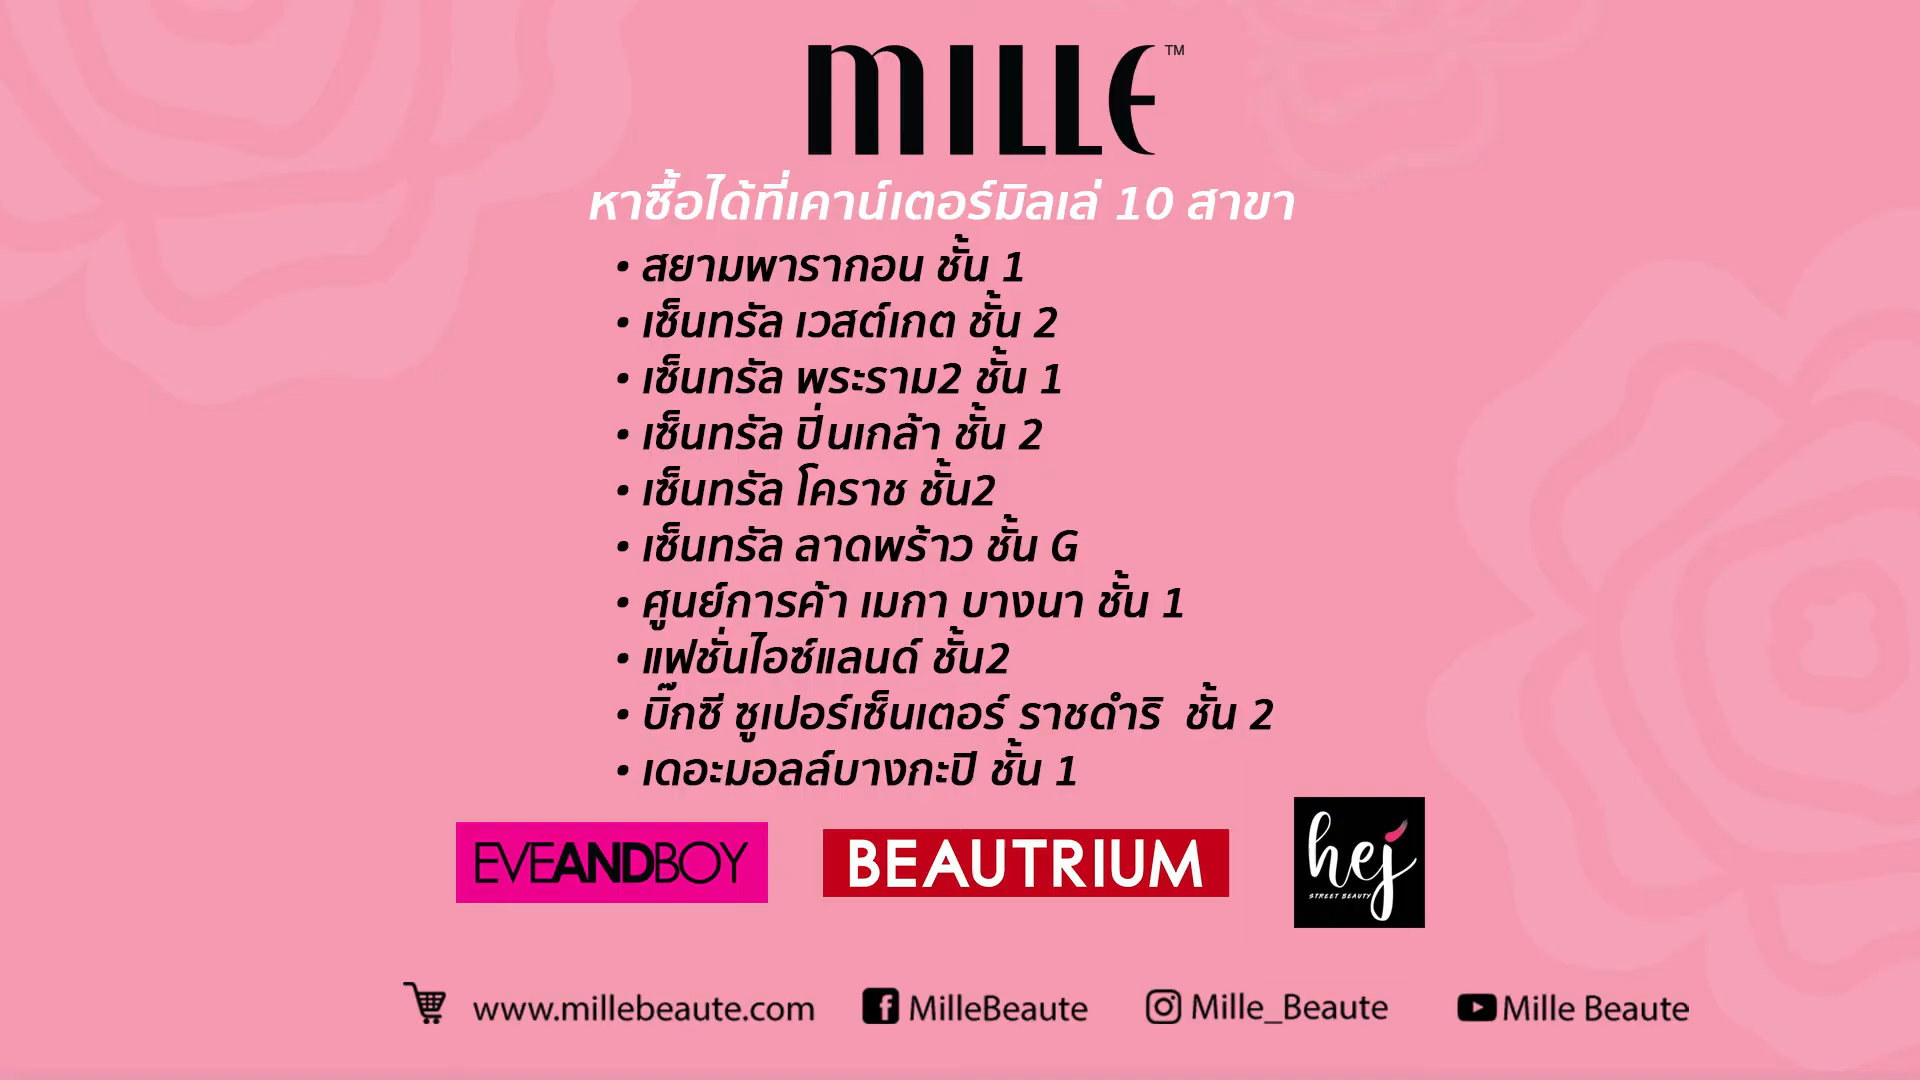 MILLE™
หาซื้อได้ที่เคาน์เตอร์มิลเล่ 10 สาขา
• สยามพารากอน ชั้น 1
• เซ็นทรัล เวสต์เกต ชั้น 2
• เซ็นทรัล พระราม2 ชั้น 1
• เซ็นทรัล ปิ่นเกล้า ชั้น 2
• เซ็นทรัล โคราช ชั้น2
• เซ็นทรัล ลาดพร้าว ชั้น G
• ศูนย์การค้า เมกา บางนา ชั้น 1
• แฟชั่นไอซ์แลนด์ ชั้น2
• บิ๊กซี ซูเปอร์เซ็นเตอร์ ราชดำริ ชั้น 2
• เดอะมอลล์บางกะปิ ชั้น 1
EVEANDBOY BEAUTRIUM hej
STREET BEAUTY
www.millebeaute.com MilleBeaute Mille_Beaute Mille Beaute